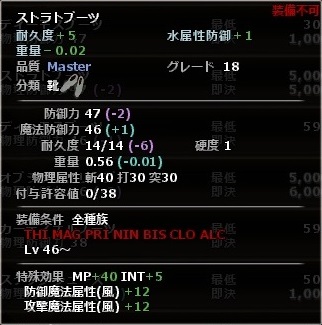 装備不可
ストラトブーツ
耐久度＋5 水属性防御＋1
重量－0.02
品質 Master グレード 18
分類 靴
防御力 47 (-2)
魔法防御力 46 (+1)
耐久度 14/14 (-6) 硬度 1
重量 0.56 (-0.01)
物理属性 斬40 打30 突30
付与許容値 0/38
装備条件 全種族
THI MAG PRI NIN BIS CLO ALC
Lv 46～
特殊効果 MP+40 INT+5
防御魔法属性(風) +12
攻撃魔法属性(風) +12